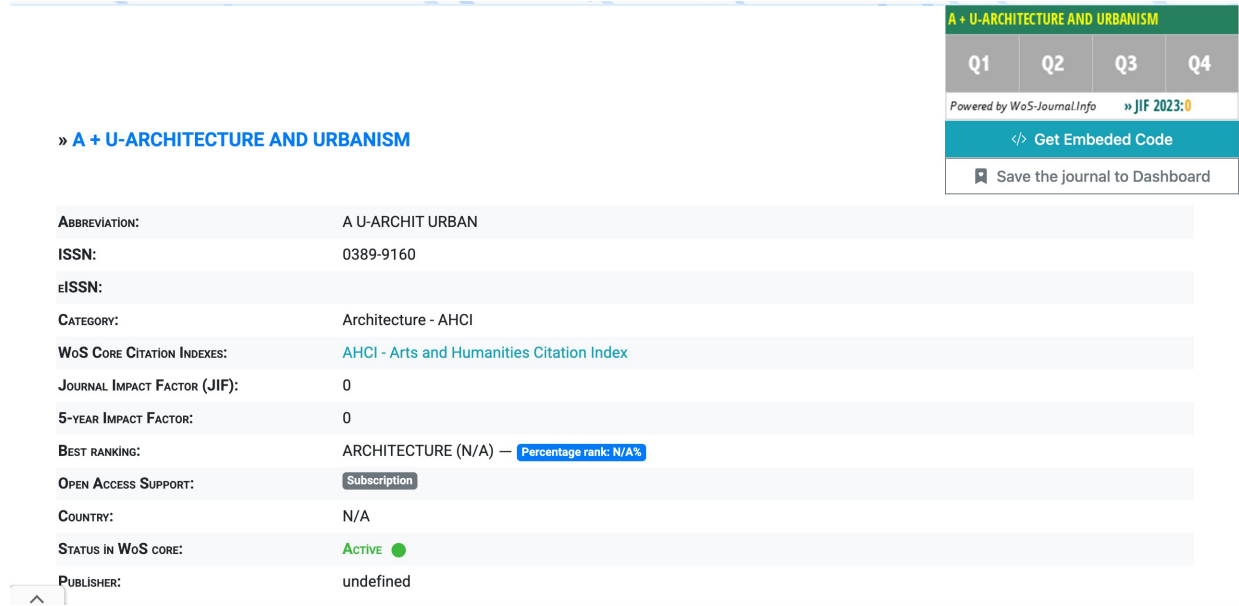 A + U-ARCHITECTURE AND URBANISM
Q1 Q2 Q3 Q4
Powered by WoS-Journal.Info » JIF 2023:0
</> Get Embeded Code
Save the journal to Dashboard
» A + U-ARCHITECTURE AND URBANISM
Abbreviation: A U-ARCHIT URBAN
ISSN: 0389-9160
eISSN:
Category: Architecture - AHCI
WoS Core Citation Indexes: AHCI - Arts and Humanities Citation Index
Journal Impact Factor (JIF): 0
5-year Impact Factor: 0
Best ranking: ARCHITECTURE (N/A) — Percentage rank: N/A%
Open Access Support: Subscription
Country: N/A
Status in WoS core: Active
Publisher: undefined